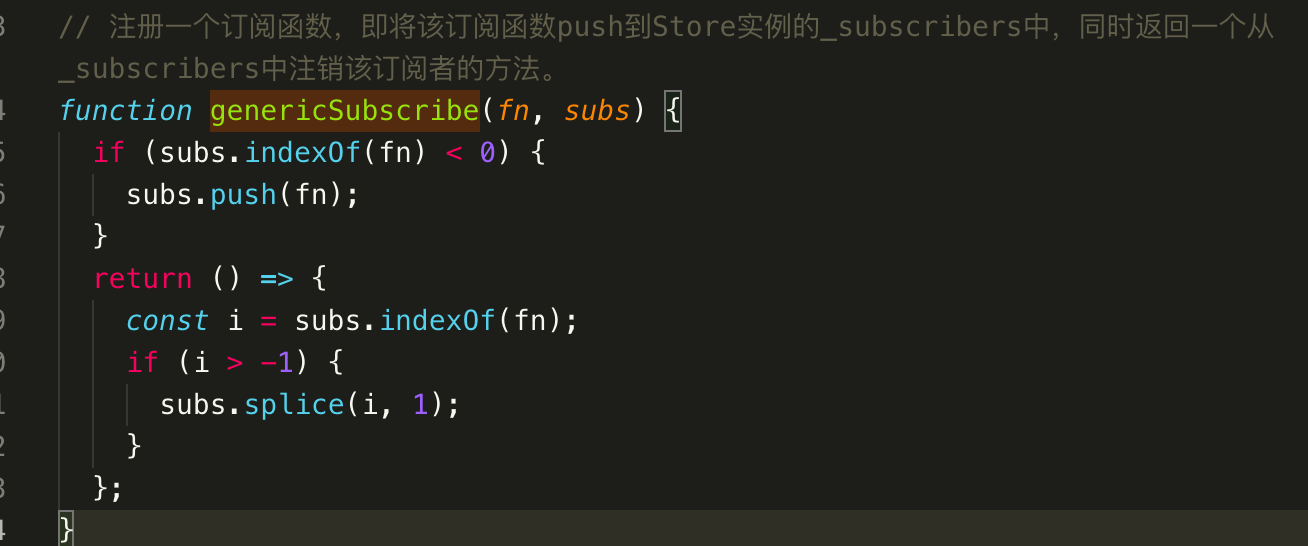 3 // 注册一个订阅函数，即将该订阅函数push到Store实例的_subscribers中，同时返回一个从
_subscribers中注销该订阅者的方法。
4 function genericSubscribe(fn, subs) {
5   if (subs.indexOf(fn) < 0) {
6     subs.push(fn);
7   }
8   return () => {
9     const i = subs.indexOf(fn);
0     if (i > -1) {
1       subs.splice(i, 1);
2     }
3   };
4 }